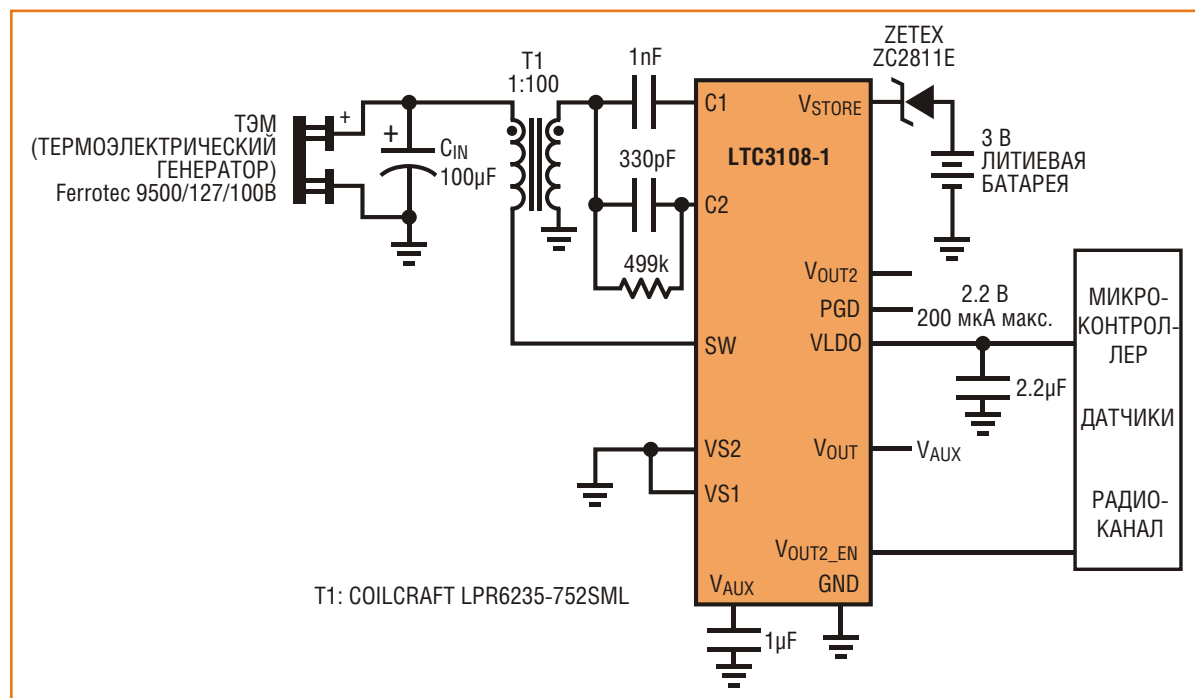 ТЭМ
(ТЕРМОЭЛЕКТРИЧЕСКИЙ
ГЕНЕРАТОР)
Ferrotec 9500/127/100B
+
+
CIN
100µF
T1
1:100
1nF
330pF
499k
C1
C2
SW
VS2
VS1
VAUX
1µF
LTC3108-1
VSTORE
VOUT2
PGD
VLDO
VOUT
VOUT2_EN
GND
ZETEX
ZC2811E
3 В
ЛИТИЕВАЯ
БАТАРЕЯ
2.2 В
200 мкА макс.
2.2µF
VAUX
МИКРО-
КОНТРОЛ-
ЛЕР
ДАТЧИКИ
РАДИО-
КАНАЛ
T1: COILCRAFT LPR6235-752SML